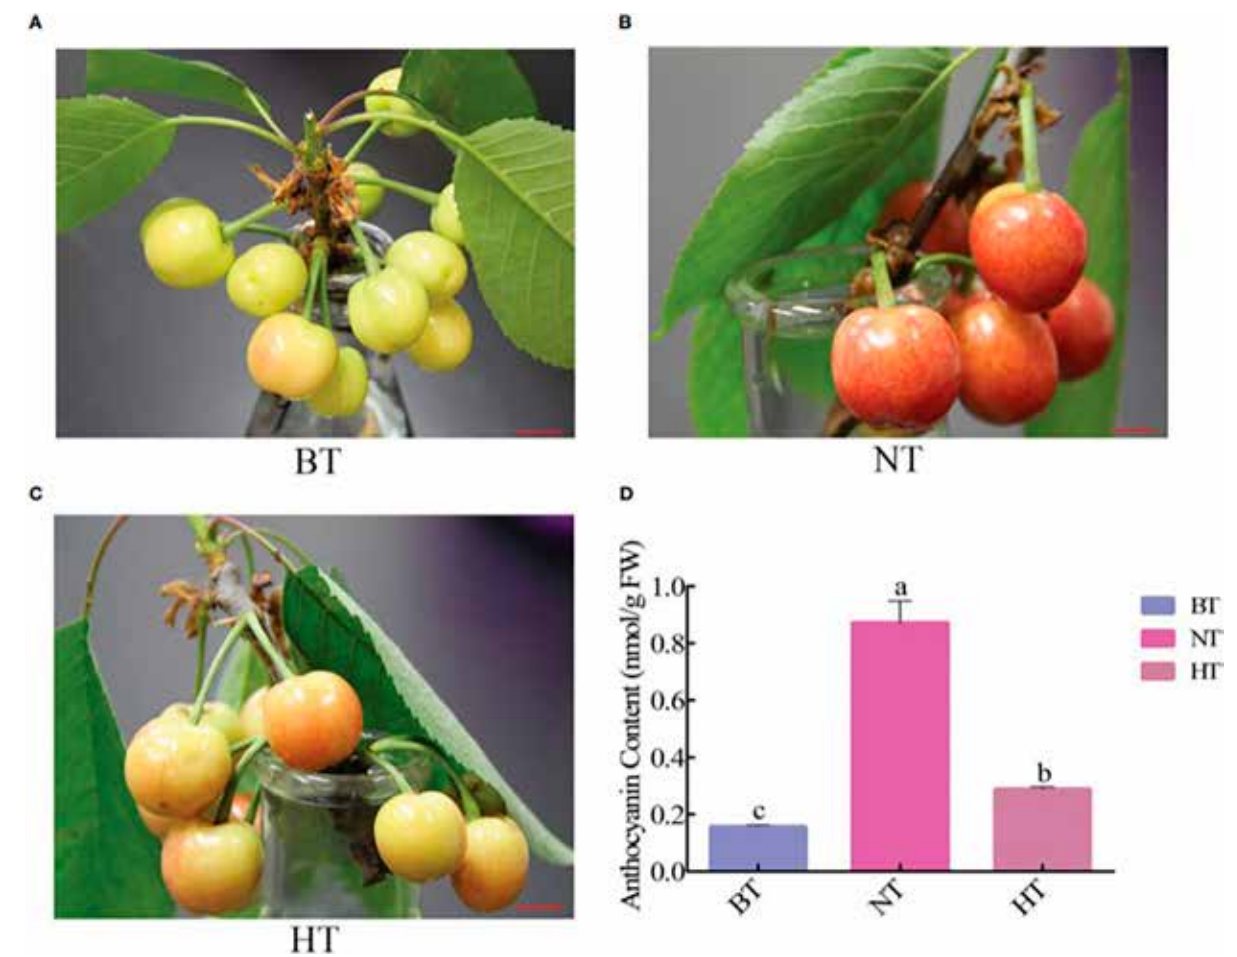 A
B
BT
NT
C
D
HT
Anthocyanin Content (nmol/g FW)
1.0
0.8
0.6
0.4
0.2
0.0
c
a
b
BT
NT
HT
BT
NT
HT